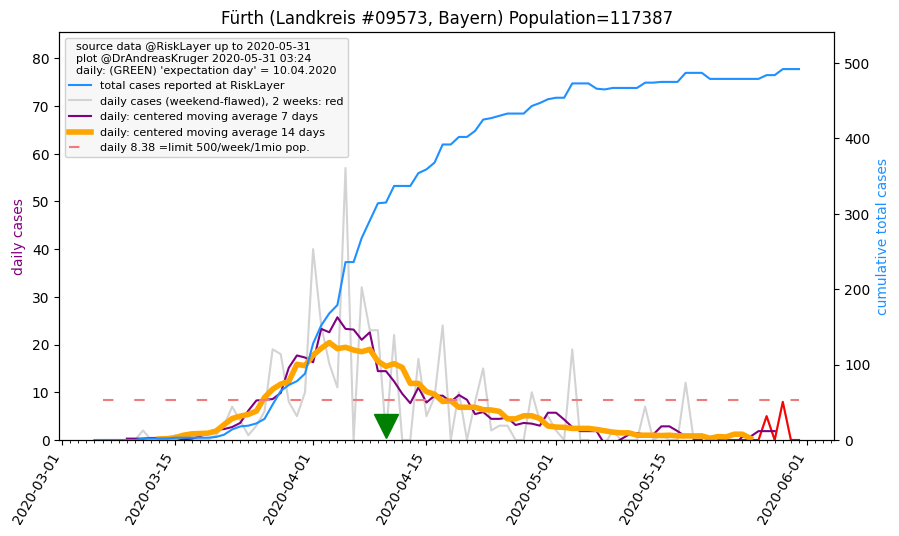 Fürth (Landkreis #09573, Bayern) Population=117387
source data @RiskLayer up to 2020-05-31
plot @DrAndreasKruger 2020-05-31 03:24
daily: (GREEN) 'expectation day' = 10.04.2020
total cases reported at RiskLayer
daily cases (weekend-flawed), 2 weeks: red
daily: centered moving average 7 days
daily: centered moving average 14 days
daily 8.38 =limit 500/week/1mio pop.
daily cases
80
70
60
50
40
30
20
10
0
cumulative total cases
500
400
300
200
100
0
2020-03-01
2020-03-15
2020-04-01
2020-04-15
2020-05-01
2020-05-15
2020-06-01